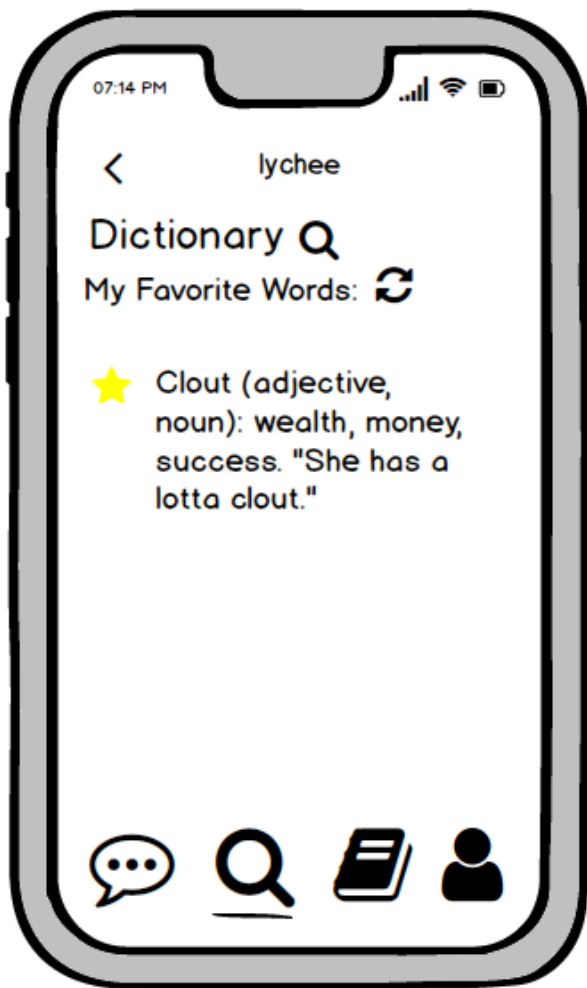 07:14 PM
lychee
Dictionary
My Favorite Words:
Clout (adjective,
noun): wealth, money,
success. "She has a
lotta clout."